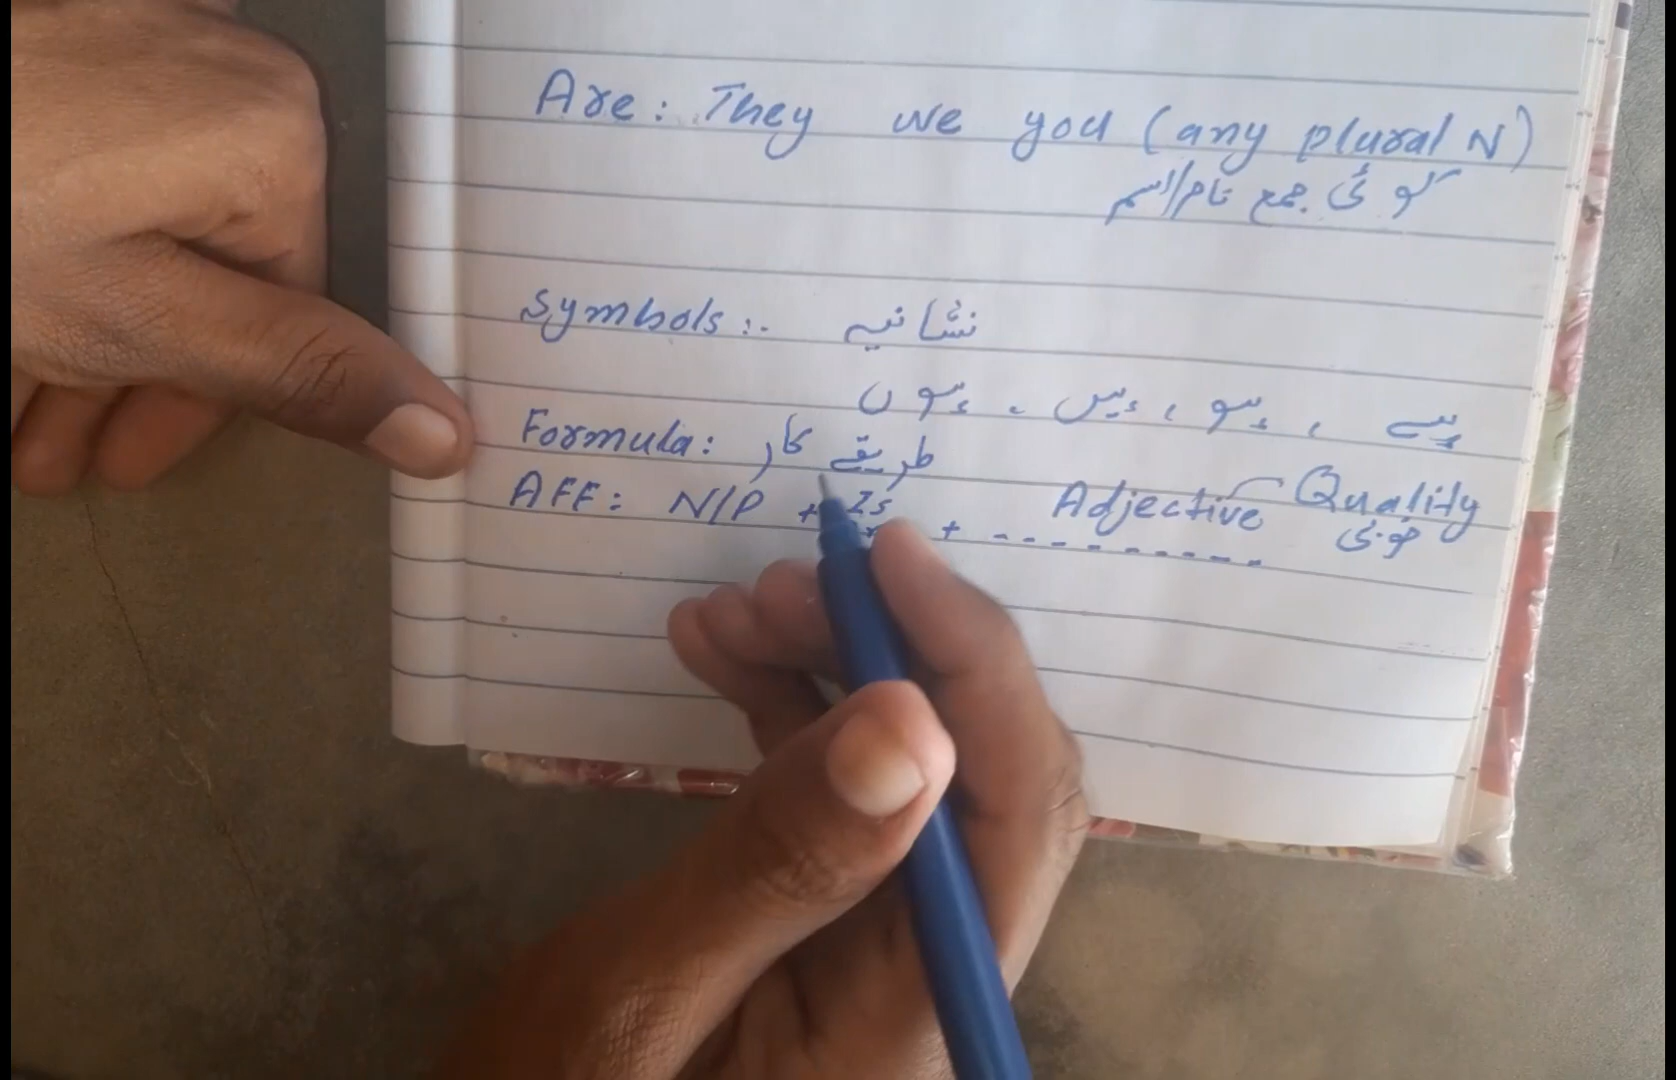 Are: They we you (any plural N)
کوئی جمع نام/اسم
Symbols:- نشانیہ
ہے ، ہو ، ہیں ، ہوں
Formula: طریقے کار
AFF: N/P + Is + --------- Adjective Quality
خوبی